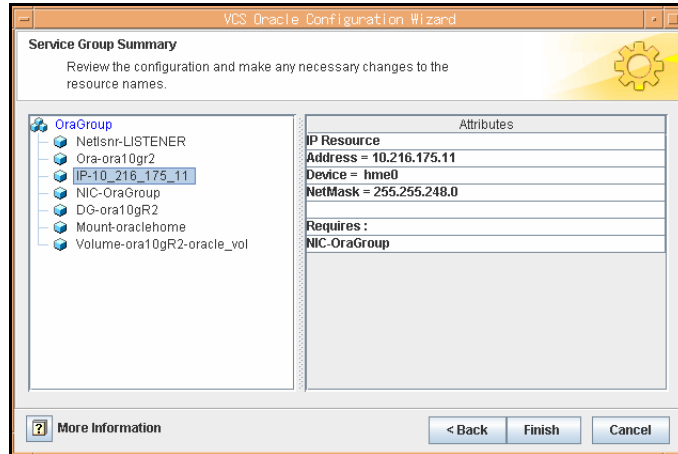 VCS Oracle Configuration Wizard
Service Group Summary
Review the configuration and make any necessary changes to the
resource names.
OraGroup
Netlsnr-LISTENER
Ora-ora10gr2
IP-10_216_175_11
NIC-OraGroup
DG-ora10gR2
Mount-oraclehome
Volume-ora10gR2-oracle_vol
Attributes
IP Resource
Address = 10.216.175.11
Device = hme0
NetMask = 255.255.248.0
Requires :
NIC-OraGroup
? More Information
< Back Finish Cancel